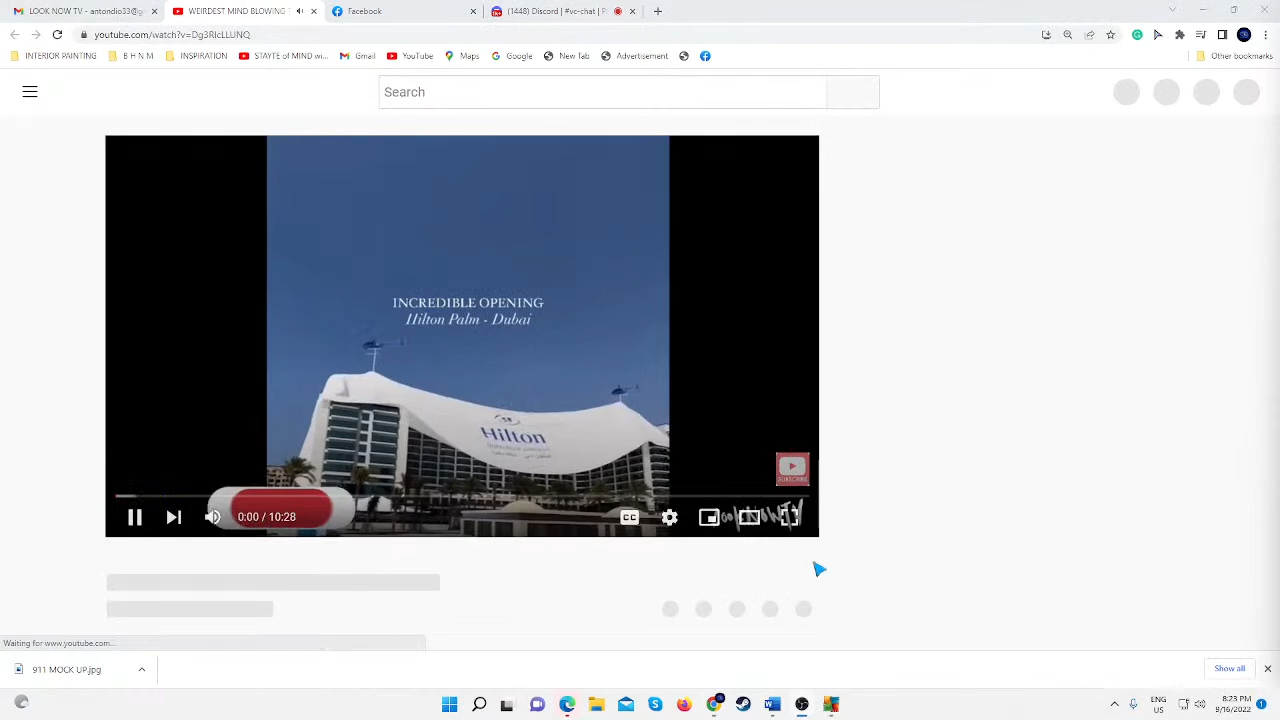 LOOK NOW TV - tonondo33@g
WEIRDEST MIND BLOWING
Facebook
(1448) Discord | #vc-chat | P
youtube.com/watch?v=Dg3RlcLLUNQ
INTERIOR PAINTING
B H N M
INSPIRATION
STAYTE of MIND wi...
Gmail
YouTube
Maps
Google
New Tab
Advertisement
Other bookmarks
Search
INCREDIBLE OPENING
Hilton Palm - Dubai
Hilton
SUBSCRIBE
0:00 / 10:28
CC
Waiting for www.youtube.com...
911 MOCK UP.jpg
Show all
ENG
US
8:23 PM
9/16/2022